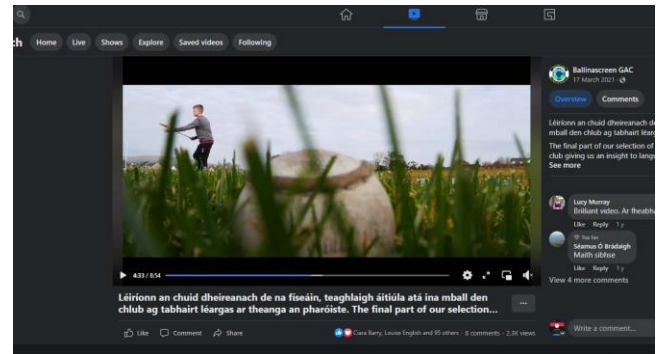 Home Live Shows Explore Saved videos Following
Ballinascreen GAC
17 March 2021
Overview Comments
Léiríonn an chuid dheireanach
mball den chlub ag tabhairt
The final part of our selection of
club giving us an insight to
See more
Lucy Murray
Brilliant video. Ar
Like Reply 1y
Top fan
Séamus Ó Brádaigh
Maith sibhse
Like Reply 1y
View 4 more comments
Write a comment...
4:33 / 8:54
Léiríonn an chuid dheireanach de na físeáin, teaghlaigh áitiúla atá ina mball den
chlub ag tabhairt léargas ar theanga an pharóiste. The final part of our selection...
Like Comment Share
Ciara Barry, Louise English and 95 others · 8 comments · 2.3K views